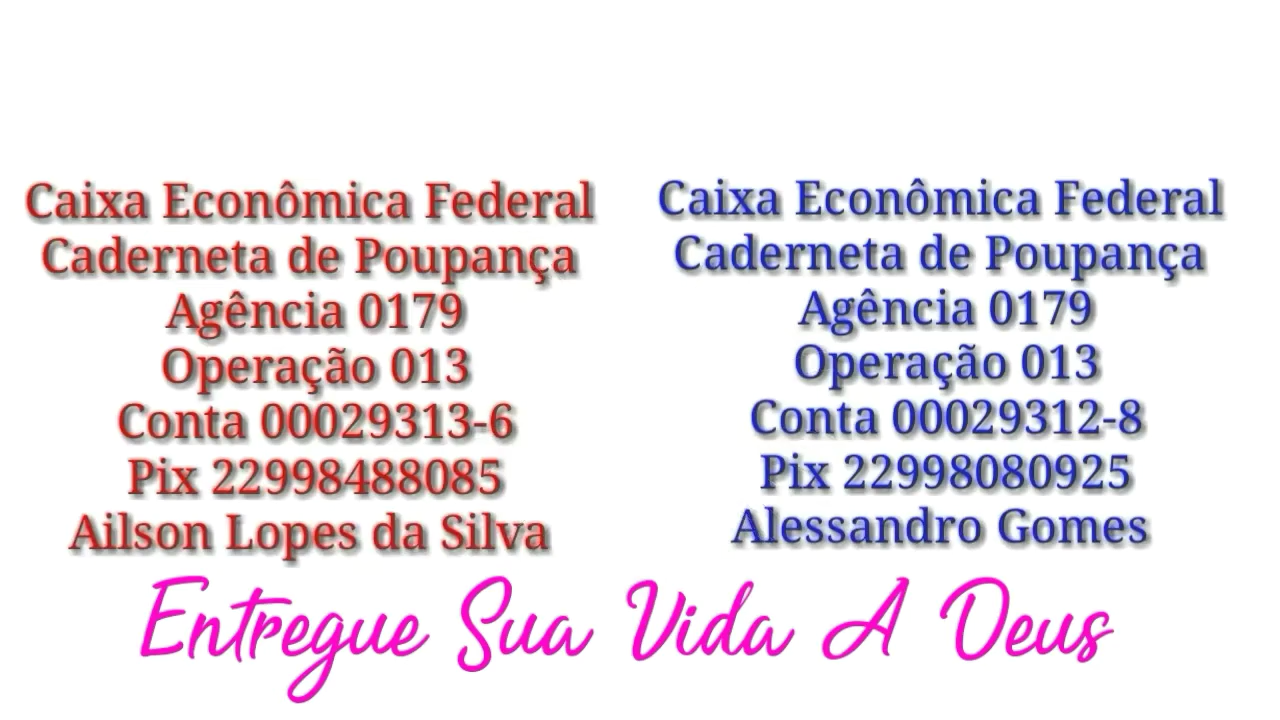 Caixa Econômica Federal
Caderneta de Poupança
Agência 0179
Operação 013
Conta 00029313-6
Pix 22998488085
Ailson Lopes da Silva
Caixa Econômica Federal
Caderneta de Poupança
Agência 0179
Operação 013
Conta 00029312-8
Pix 22998080925
Alessandro Gomes
Entregue Sua Vida A Deus